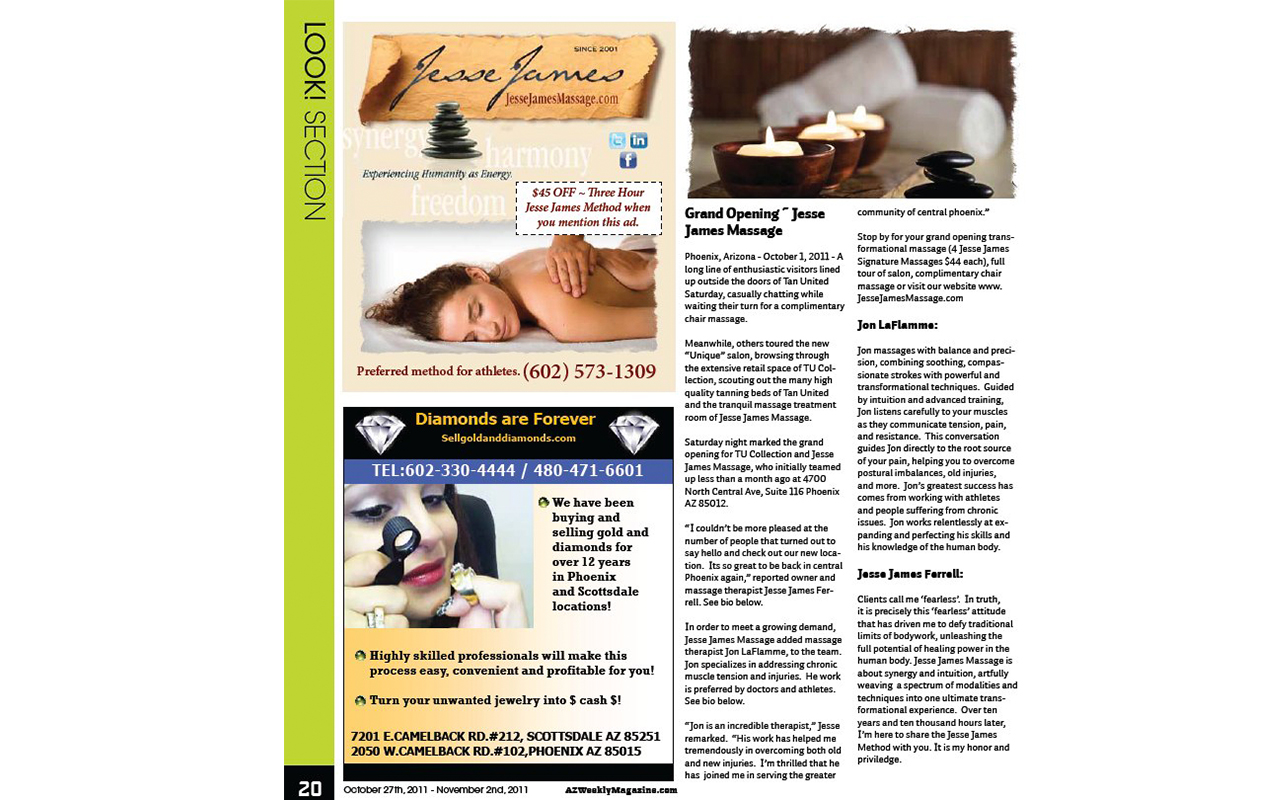 LOOK! SECTION
SINCE 2001
Jesse James
JesseJamesMassage.com
synergy
harmony
Experiencing Humanity as Energy.
freedom
$45 OFF ~ Three Hour
Jesse James Method when
you mention this ad.
Preferred method for athletes. (602) 573-1309
Diamonds are Forever
Sellgoldanddiamonds.com
TEL:602-330-4444 / 480-471-6601
We have been
buying and
selling gold and
diamonds for
over 12 years
in Phoenix
and Scottsdale
locations!
Highly skilled professionals will make this
process easy, convenient and profitable for you!
Turn your unwanted jewelry into $ cash $!
7201 E.CAMELBACK RD.#212, SCOTTSDALE AZ 85251
2050 W.CAMELBACK RD.#102,PHOENIX AZ 85015
Grand Opening ˜ Jesse
James Massage
Phoenix, Arizona - October 1, 2011 - A
long line of enthusiastic visitors lined
up outside the doors of Tan United
Saturday, casually chatting while
waiting their turn for a complimentary
chair massage.
Meanwhile, others toured the new
"Unique" salon, browsing through
the extensive retail space of TU Col-
lection, scouting out the many high
quality tanning beds of Tan United
and the tranquil massage treatment
room of Jesse James Massage.
Saturday night marked the grand
opening for TU Collection and Jesse
James Massage, who initially teamed
up less than a month ago at 4700
North Central Ave, Suite 116 Phoenix
AZ 85012.
"I couldn't be more pleased at the
number of people that turned out to
say hello and check out our new loca-
tion. Its so great to be back in central
Phoenix again," reported owner and
massage therapist Jesse James Fer-
rell. See bio below.
In order to meet a growing demand,
Jesse James Massage added massage
therapist Jon LaFlamme, to the team.
Jon specializes in addressing chronic
muscle tension and injuries. He work
is preferred by doctors and athletes.
See bio below.
"Jon is an incredible therapist," Jesse
remarked. "His work has helped me
tremendously in overcoming both old
and new injuries. I'm thrilled that he
has joined me in serving the greater
community of central phoenix."
Stop by for your grand opening trans-
formational massage (4 Jesse James
Signature Massages $44 each), full
tour of salon, complimentary chair
massage or visit our website www.
JesseJamesMassage.com
Jon LaFlamme:
Jon massages with balance and preci-
sion, combining soothing, compas-
sionate strokes with powerful and
transformational techniques. Guided
by intuition and advanced training,
Jon listens carefully to your muscles
as they communicate tension, pain,
and resistance. This conversation
guides Jon directly to the root source
of your pain, helping you to overcome
postural imbalances, old injuries,
and more. Jon's greatest success has
comes from working with athletes
and people suffering from chronic
issues. Jon works relentlessly at ex-
panding and perfecting his skills and
his knowledge of the human body.
Jesse James Ferrell:
Clients call me 'fearless'. In truth,
it is precisely this 'fearless' attitude
that has driven me to defy traditional
limits of bodywork, unleashing the
full potential of healing power in the
human body. Jesse James Massage is
about synergy and intuition, artfully
weaving a spectrum of modalities and
techniques into one ultimate trans-
formational experience. Over ten
years and ten thousand hours later,
I'm here to share the Jesse James
Method with you. It is my honor and
priviledge.
20
October 27th, 2011 - November 2nd, 2011
AZWeeklyMagazine.com